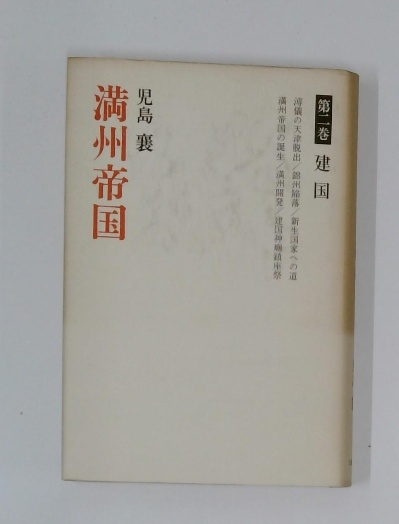 第二巻 建国
溥儀の天津脱出／錦州陥落／新生国家への道
満州帝国の誕生／満州開発／建国神廟鎮座祭
児島 襄
満州帝国